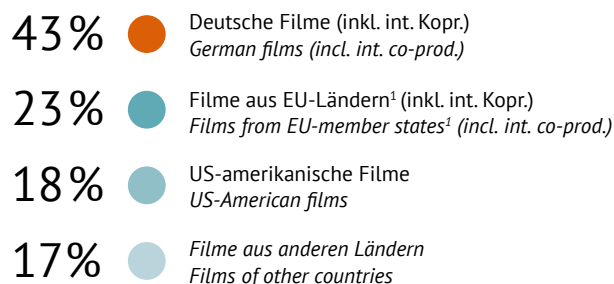 43% Deutsche Filme (inkl. int. Kopr.)
German films (incl. int. co-prod.)
23% Filme aus EU-Ländern¹ (inkl. int. Kopr.)
Films from EU-member states¹ (incl. int. co-prod.)
18% US-amerikanische Filme
US-American films
17% Filme aus anderen Ländern
Films of other countries